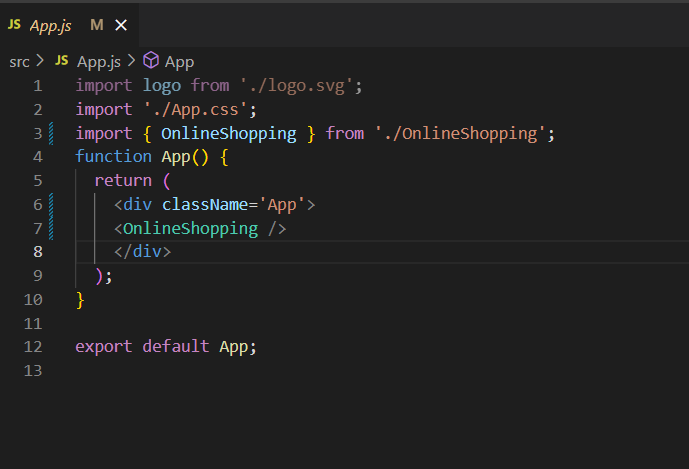 JS App.js M ×
src > JS App.js > App
1 import logo from './logo.svg';
2 import './App.css';
3 import { OnlineShopping } from './OnlineShopping';
4 function App() {
5   return (
6     <div className='App'>
7     <OnlineShopping />
8     </div>
9   );
10 }
11
12 export default App;
13